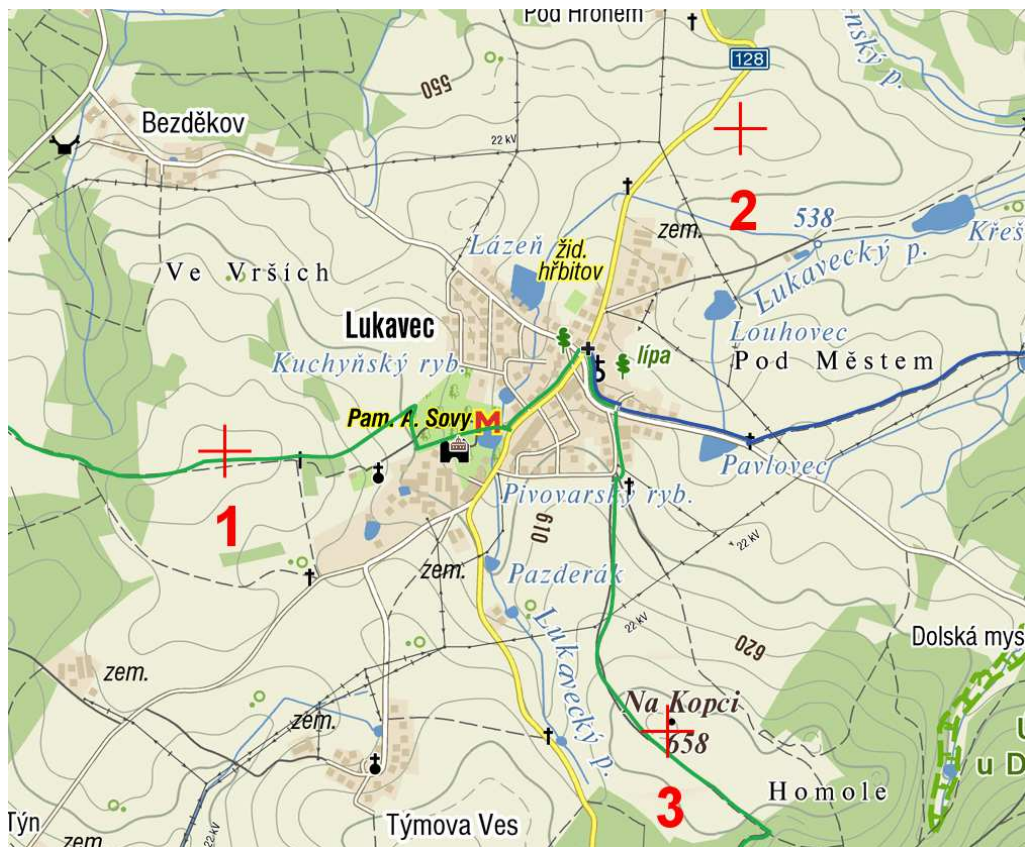 Pod Hronem
128
550
Bezděkov
22 kV
2
538
zem.
Lázeň
žid.
hřbitov
Ve Vrších
Lukavecký p.
Lukavec
Louhovec
Kuchyňský ryb.
lípa
Pod Městem
Pam. A. Sovy
M
Pavlovec
Pivovarský ryb.
1
610
22 kV
zem.
Pazderák
Lukavecký p.
22 kV
620
Dolská mys
zem.
Na Kopci
658
zem.
u D
Homole
3
Týn
Týmova Ves
22 kV
zem.